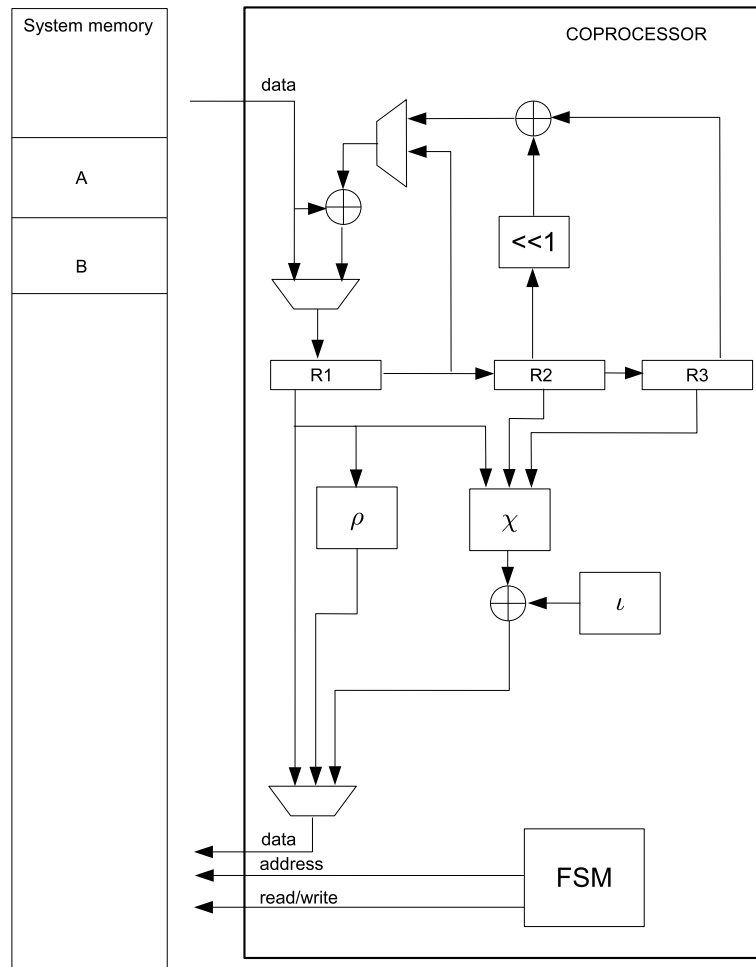 System memory
COPROCESSOR
data
A
<<1
B
R1
R2
R3
ρ
χ
ι
data
address
FSM
read/write